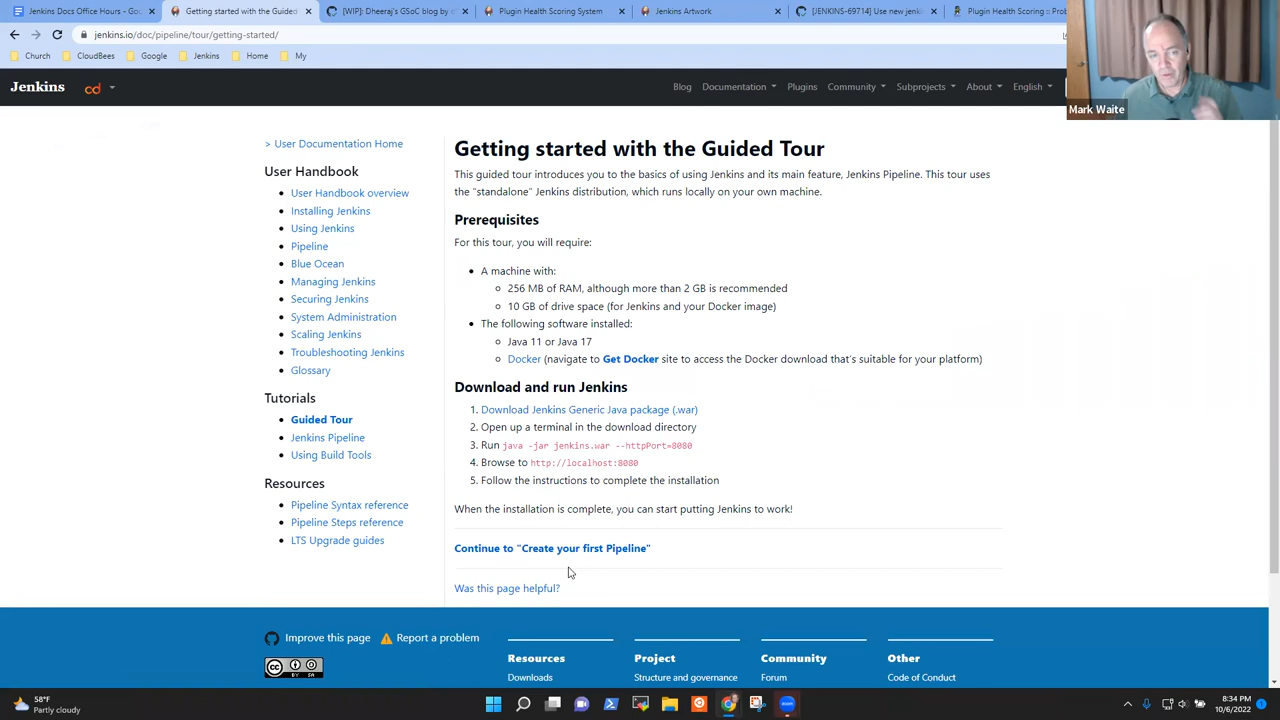 Jenkins Docs Office Hours - Goo
Getting started with the Guided
[WIP]: Dheeraj's GSoC blog by c
Plugin Health Scoring System
Jenkins Artwork
[JENKINS-69714] Use new jenk
Plugin Health Scoring :: Prob
jenkins.io/doc/pipeline/tour/getting-started/
Church
CloudBees
Google
Jenkins
Home
My
Mark Waite
Jenkins
cd
Blog
Documentation
Plugins
Community
Subprojects
About
English
> User Documentation Home
User Handbook
User Handbook overview
Installing Jenkins
Using Jenkins
Pipeline
Blue Ocean
Managing Jenkins
Securing Jenkins
System Administration
Scaling Jenkins
Troubleshooting Jenkins
Glossary
Tutorials
Guided Tour
Jenkins Pipeline
Using Build Tools
Resources
Pipeline Syntax reference
Pipeline Steps reference
LTS Upgrade guides
Getting started with the Guided Tour
This guided tour introduces you to the basics of using Jenkins and its main feature, Jenkins Pipeline. This tour uses
the "standalone" Jenkins distribution, which runs locally on your own machine.
Prerequisites
For this tour, you will require:
A machine with:
256 MB of RAM, although more than 2 GB is recommended
10 GB of drive space (for Jenkins and your Docker image)
The following software installed:
Java 11 or Java 17
Docker (navigate to Get Docker site to access the Docker download that's suitable for your platform)
Download and run Jenkins
1. Download Jenkins Generic Java package (.war)
2. Open up a terminal in the download directory
3. Run java -jar jenkins.war --httpPort=8080
4. Browse to http://localhost:8080
5. Follow the instructions to complete the installation
When the installation is complete, you can start putting Jenkins to work!
Continue to "Create your first Pipeline"
Was this page helpful?
Improve this page
Report a problem
Resources
Downloads
Project
Structure and governance
Community
Forum
Other
Code of Conduct
58°F
Partly cloudy
8:34 PM
10/6/2022